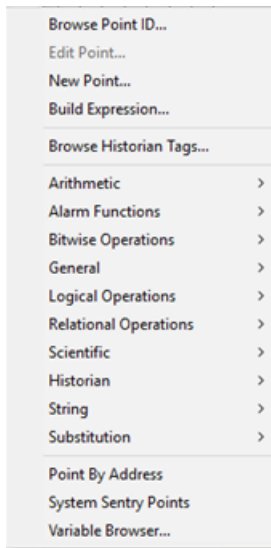 Browse Point ID...
Edit Point...
New Point...
Build Expression...
Browse Historian Tags...
Arithmetic
Alarm Functions
Bitwise Operations
General
Logical Operations
Relational Operations
Scientific
Historian
String
Substitution
Point By Address
System Sentry Points
Variable Browser...